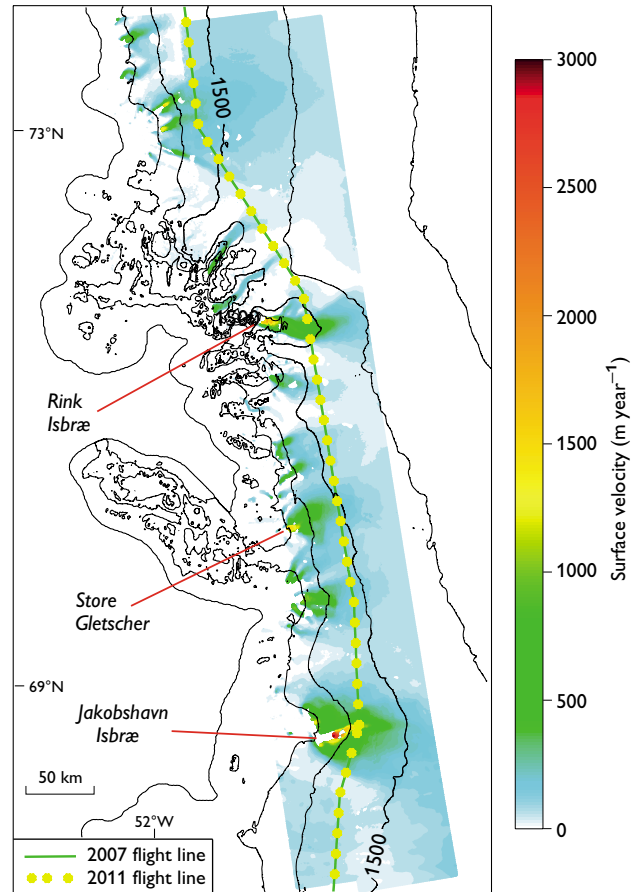 1500
73°N
1500
Rink
Isbræ
Store
Gletscher
69°N
Jakobshavn
Isbræ
50 km
52°W
1500
2007 flight line
2011 flight line
3000
2500
2000
1500
1000
500
0
Surface velocity (m year−1)